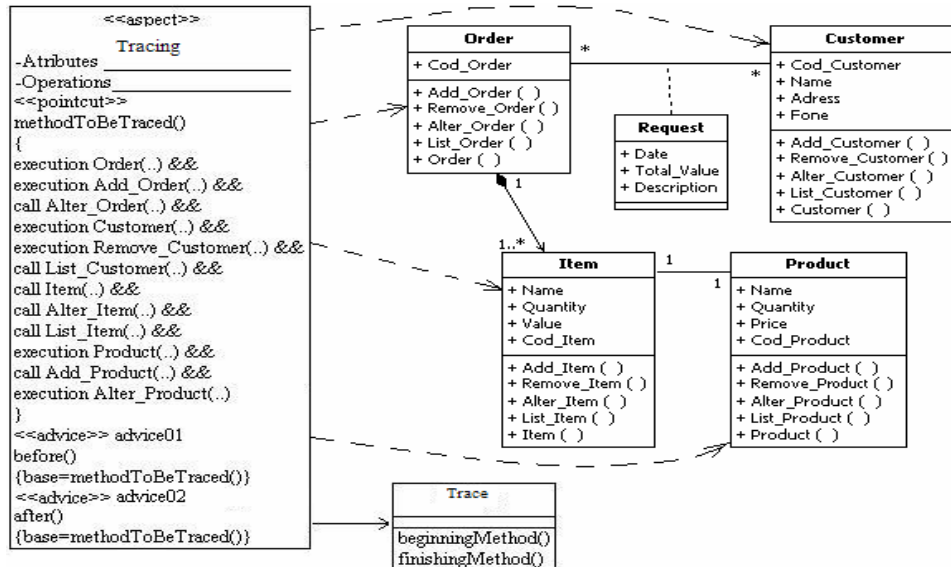 <<aspect>>
Tracing
-Atributes
-Operations
<<pointcut>>
methodToBeTraced()
{
execution Order(..) &&
execution Add_Order(..) &&
call Alter_Order(..) &&
execution Customer(..) &&
execution Remove_Customer(..) &&
call List_Customer(..) &&
call Item(..) &&
call Alter_Item(..) &&
call List_Item(..) &&
execution Product(..) &&
call Add_Product(..) &&
execution Alter_Product(..)
}
<<advice>> advice01
before()
{base=methodToBeTraced()}
<<advice>> advice02
after()
{base=methodToBeTraced()}
Order
+ Cod_Order
+ Add_Order ( )
+ Remove_Order ( )
+ Alter_Order ( )
+ List_Order ( )
+ Order ( )
*
*
1
1..*
Request
+ Date
+ Total_Value
+ Description
Customer
+ Cod_Customer
+ Name
+ Adress
+ Fone
+ Add_Customer ( )
+ Remove_Customer ( )
+ Alter_Customer ( )
+ List_Customer ( )
+ Customer ( )
Item
+ Name
+ Quantity
+ Value
+ Cod_Item
+ Add_Item ( )
+ Remove_Item ( )
+ Alter_Item ( )
+ List_Item ( )
+ Item ( )
1
1
Product
+ Name
+ Quantity
+ Price
+ Cod_Product
+ Add_Product ( )
+ Remove_Product ( )
+ Alter_Product ( )
+ List_Product ( )
+ Product ( )
Trace
beginningMethod()
finishingMethod()